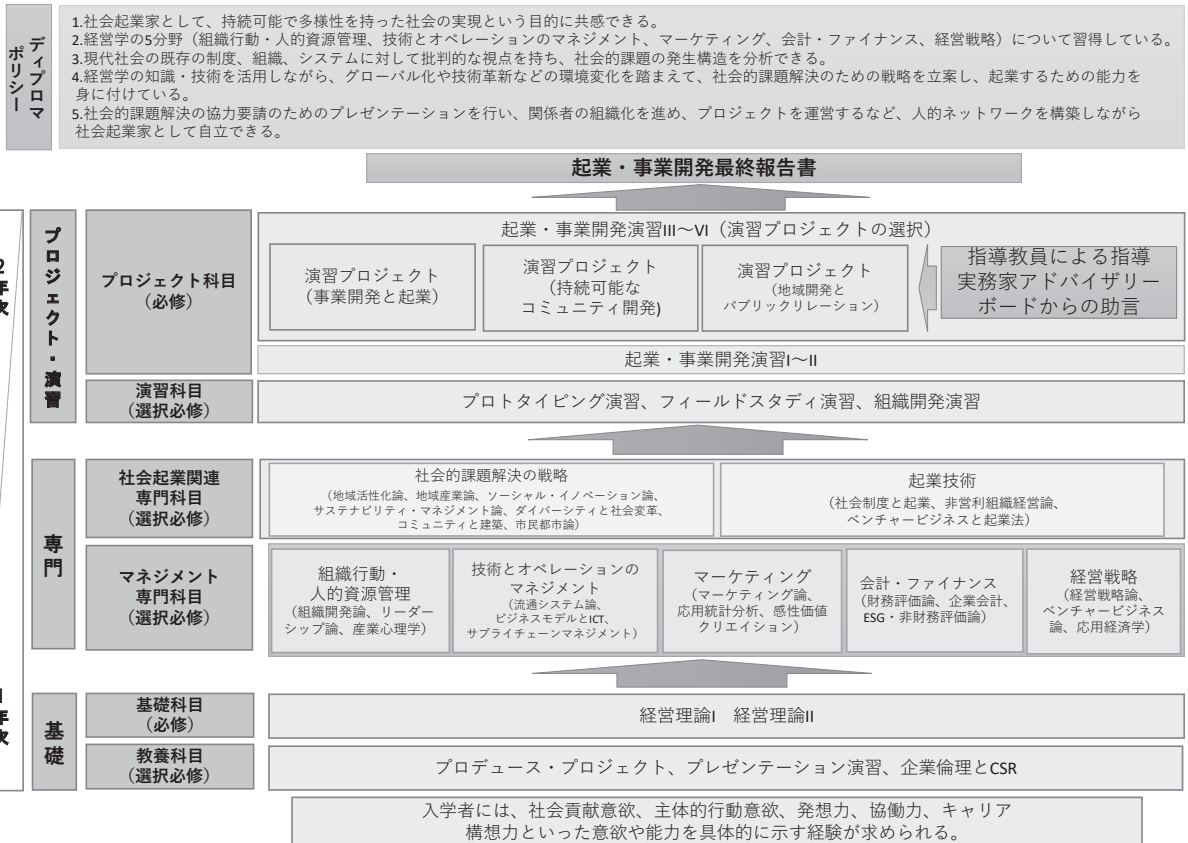 ディプロマ
ポリシー
1.社会起業家として、持続可能で多様性を持った社会の実現という目的に共感できる。
2.経営学の5分野（組織行動・人的資源管理、技術とオペレーションのマネジメント、マーケティング、会計・ファイナンス、経営戦略）について習得している。
3.現代社会の既存の制度、組織、システムに対して批判的な視点を持ち、社会的課題の発生構造を分析できる。
4.経営学の知識・技術を活用しながら、グローバル化や技術革新などの環境変化を踏まえて、社会的課題解決のための戦略を立案し、起業するための能力を
身に付けている。
5.社会的課題解決の協力要請のためのプレゼンテーションを行い、関係者の組織化を進め、プロジェクトを運営するなど、人的ネットワークを構築しながら
社会起業家として自立できる。
起業・事業開発最終報告書
2年次
プロジェクト・演習
プロジェクト科目
（必修）
起業・事業開発演習III～VI（演習プロジェクトの選択）
演習プロジェクト
（事業開発と起業）
演習プロジェクト
（持続可能な
コミュニティ開発)
演習プロジェクト
（地域開発と
パブリックリレーション）
指導教員による指導
実務家アドバイザリー
ボードからの助言
起業・事業開発演習I～II
演習科目
（選択必修）
プロトタイピング演習、フィールドスタディ演習、組織開発演習
専門
社会起業関連
専門科目
（選択必修）
社会的課題解決の戦略
（地域活性化論、地域産業論、ソーシャル・イノベーション論、
サステナビリティ・マネジメント論、ダイバーシティと社会変革、
コミュニティと建築、市民都市論）
起業技術
（社会制度と起業、非営利組織経営論、
ベンチャービジネスと起業法）
マネジメント
専門科目
（選択必修）
組織行動・
人的資源管理
（組織開発論、リーダー
シップ論、産業心理学）
技術とオペレーションの
マネジメント
（流通システム論、
ビジネスモデルとICT、
サプライチェーンマネジメント）
マーケティング
（マーケティング論、
応用統計分析、感性価値
クリエイション）
会計・ファイナンス
（財務評価論、企業会計、
ESG・非財務評価論）
経営戦略
（経営戦略論、
ベンチャービジネス
論、応用経済学）
1年次
基礎
基礎科目
（必修）
経営理論I　経営理論II
教養科目
（選択必修）
プロデュース・プロジェクト、プレゼンテーション演習、企業倫理とCSR
入学者には、社会貢献意欲、主体的行動意欲、発想力、協働力、キャリア
構想力といった意欲や能力を具体的に示す経験が求められる。